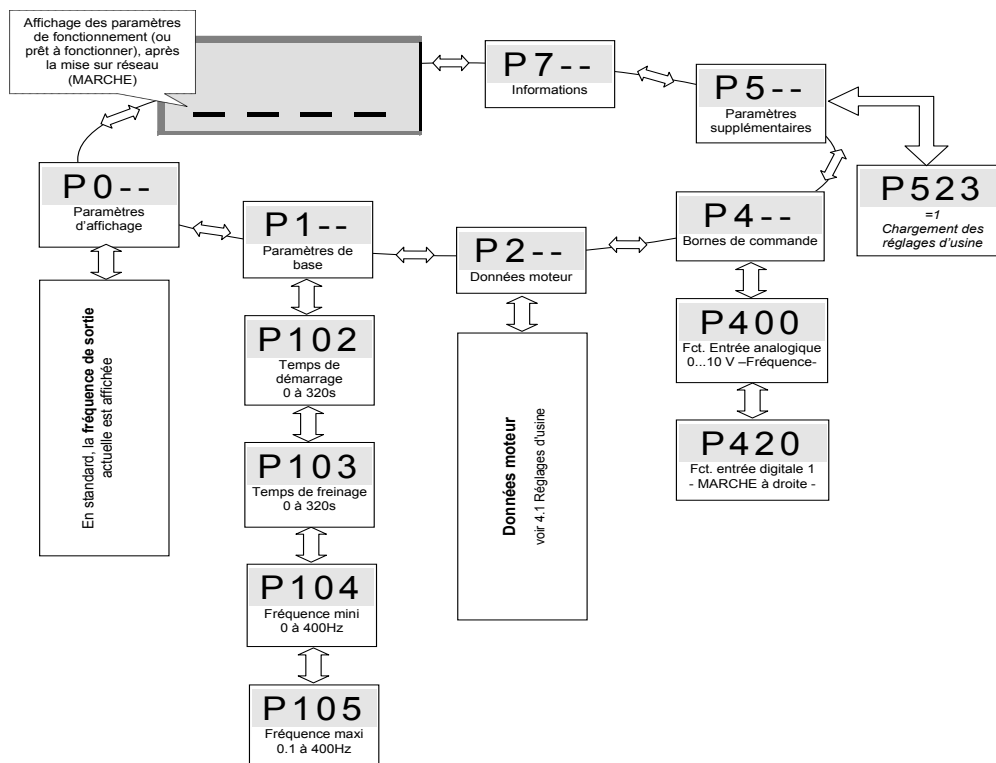 Affichage des paramètres
de fonctionnement (ou
prêt à fonctionner), après
la mise sur réseau
(MARCHE)
_ _ _ _
P7--
Informations
P5--
Paramètres
supplémentaires
P523
=1
Chargement des
réglages d'usine
P0--
Paramètres
d'affichage
P1--
Paramètres de
base
P2--
Données moteur
P4--
Bornes de commande
En standard, la fréquence de sortie
actuelle est affichée
P102
Temps de
démarrage
0 à 320s
P103
Temps de freinage
0 à 320s
P104
Fréquence mini
0 à 400Hz
P105
Fréquence maxi
0.1 à 400Hz
Données moteur
voir 4.1 Réglages d'usine
P400
Fct. Entrée analogique
0...10 V –Fréquence-
P420
Fct. entrée digitale 1
- MARCHE à droite -